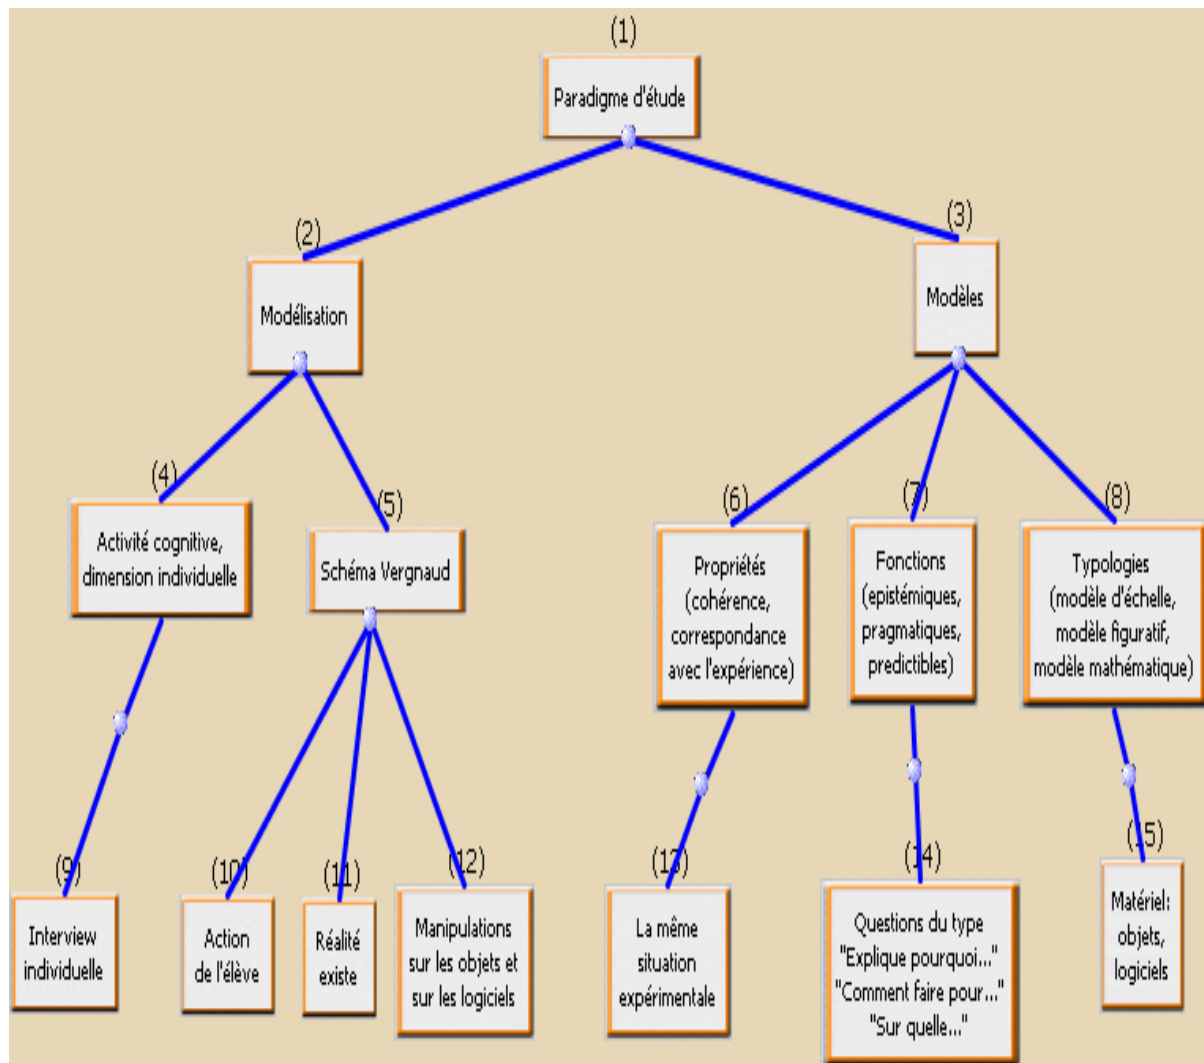 (1)
Paradigme d'étude
(2)
Modélisation
(3)
Modèles
(4)
Activité cognitive,
dimension individuelle
(5)
Schéma Vergnaud
(6)
Propriétés
(cohérence,
correspondance
avec l'expérience)
(7)
Fonctions
(epistémiques,
pragmatiques,
predictibles)
(8)
Typologies
(modèle d'échelle,
modèle figuratif,
modèle mathématique)
(9)
Interview
individuelle
(10)
Action
de l'élève
(11)
Réalité
existe
(12)
Manipulations
sur les objets et
sur les logiciels
(13)
La même
situation
expérimentale
(14)
Questions du type
"Explique pourquoi..."
"Comment faire pour..."
"Sur quelle..."
(15)
Matériel:
objets,
logiciels